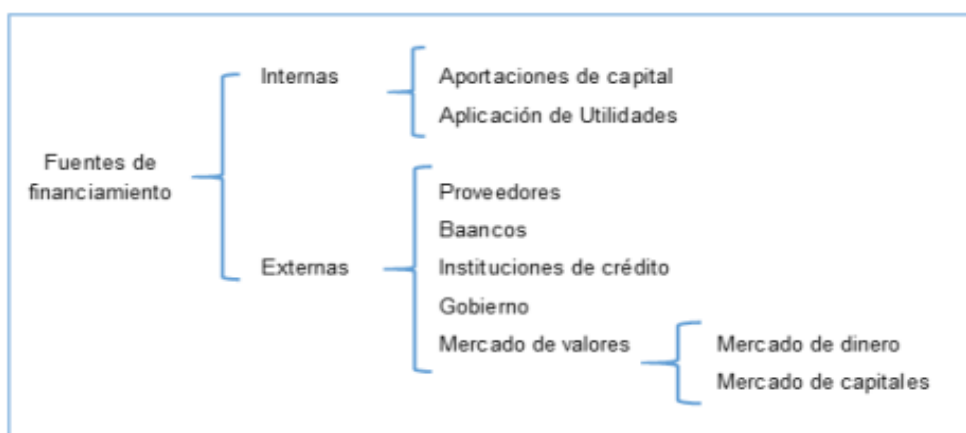 Internas
Aportaciones de capital
Aplicación de Utilidades
Fuentes de
financiamiento
Proveedores
Baancos
Externas
Instituciones de crédito
Gobierno
Mercado de valores
Mercado de dinero
Mercado de capitales